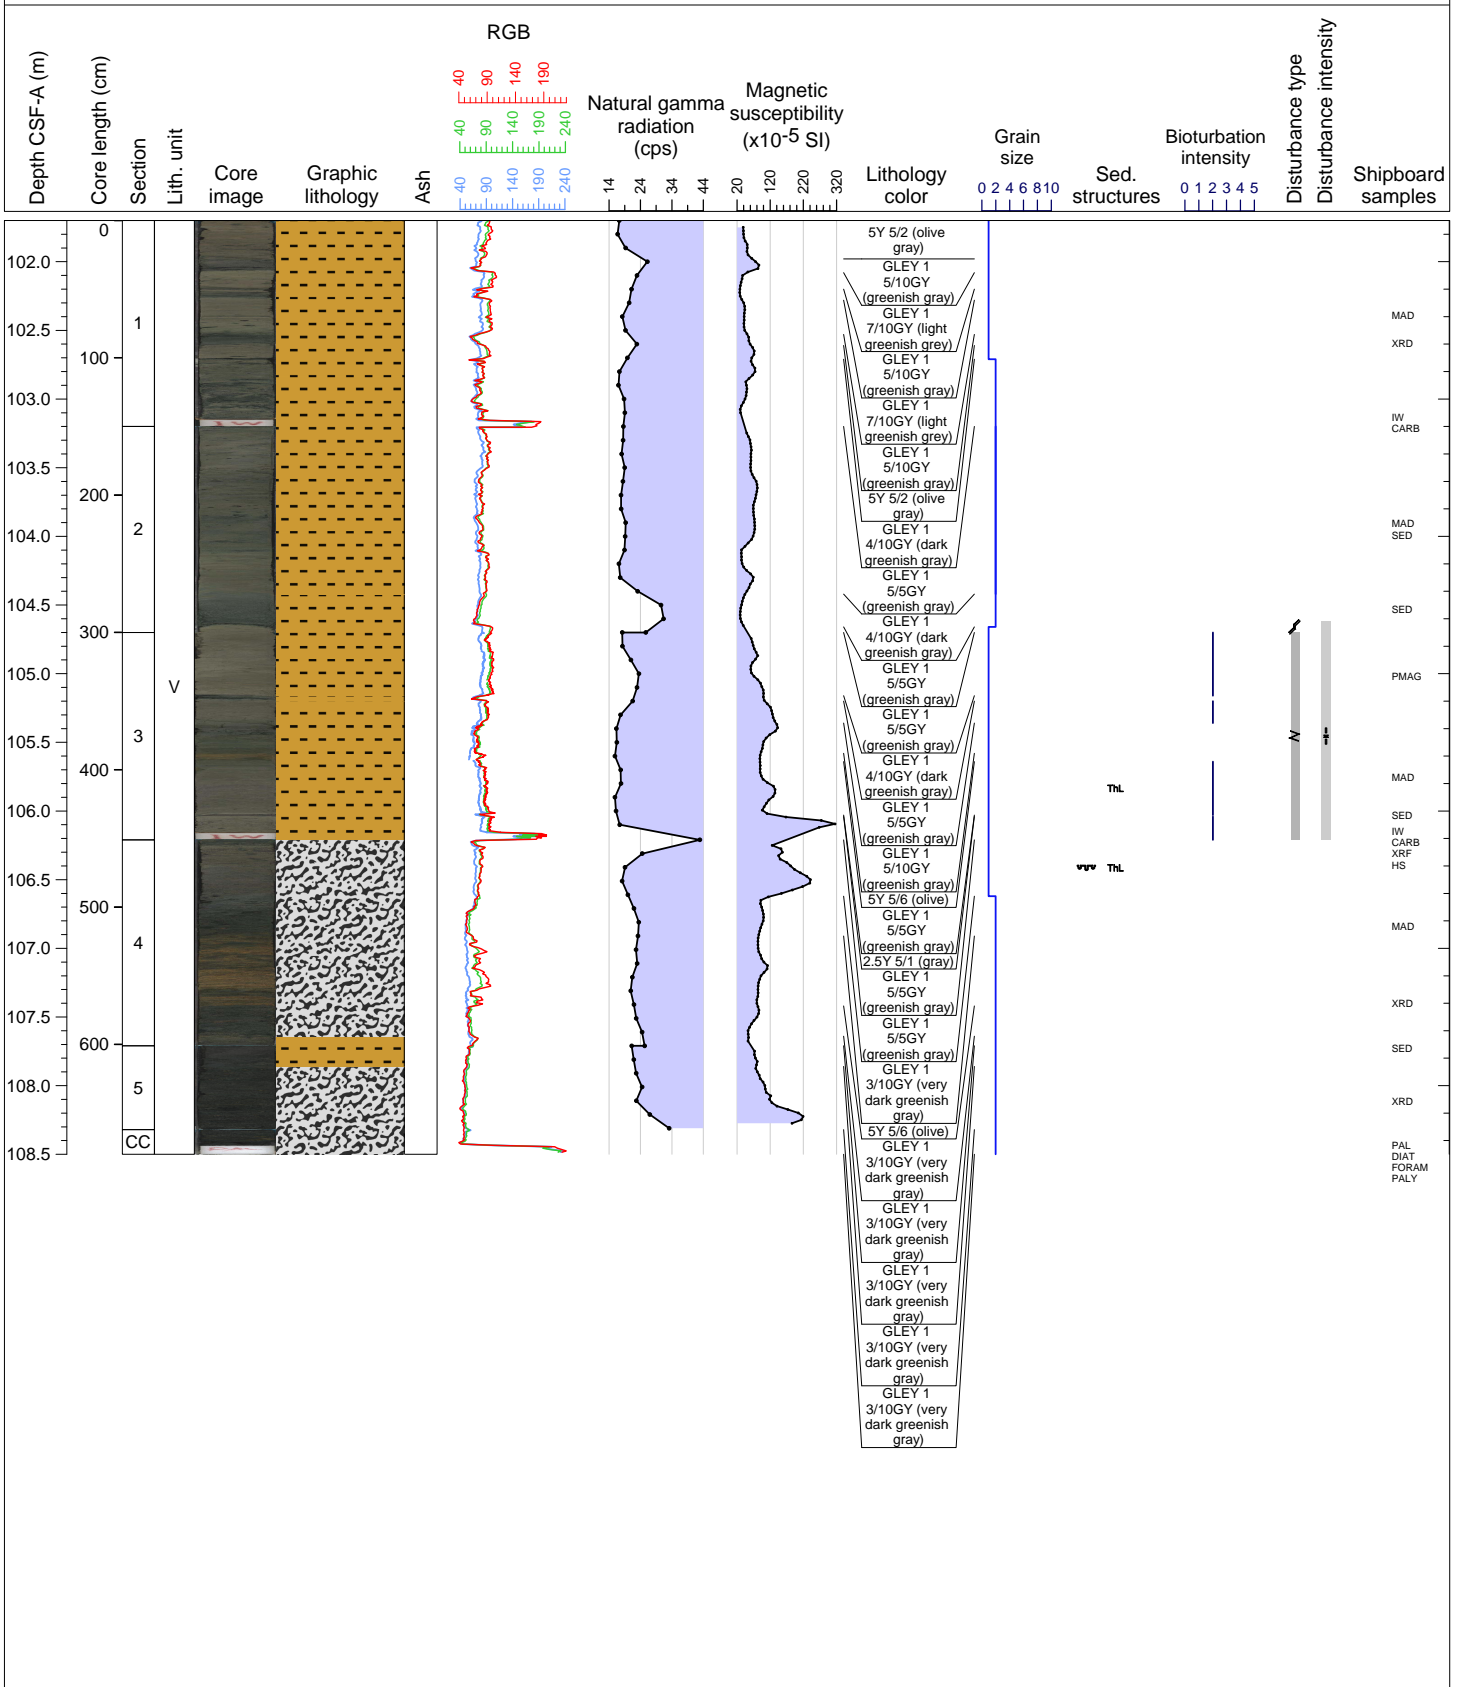 RGB
Depth CSF-A (m)
Core length (cm)
Section
Lith. unit
Core
image
Graphic
lithology
Ash
40 90 140 190
40 90 140 190 240
40 90 140 190 240
Natural gamma
radiation
(cps)
14 24 34 44
Magnetic
susceptibility
(x10-5 SI)
20 120 220 320
Lithology
color
Grain
size
0 2 4 6 8 10
Sed.
structures
Bioturbation
intensity
0 1 2 3 4 5
Disturbance type
Disturbance intensity
Shipboard
samples
102.0
102.5
103.0
103.5
104.0
104.5
105.0
105.5
106.0
106.5
107.0
107.5
108.0
108.5
0
100
200
300
400
500
600
1
2
3
4
5
CC
V
IW
IW
5Y 5/2 (olive
gray)
GLEY 1
5/10GY
(greenish gray)
GLEY 1
7/10GY (light
greenish grey)
GLEY 1
5/10GY
(greenish gray)
GLEY 1
7/10GY (light
greenish grey)
GLEY 1
5/10GY
(greenish gray)
5Y 5/2 (olive
gray)
GLEY 1
4/10GY (dark
greenish gray)
GLEY 1
5/5GY
(greenish gray)
GLEY 1
4/10GY (dark
greenish gray)
GLEY 1
5/5GY
(greenish gray)
GLEY 1
5/5GY
(greenish gray)
GLEY 1
4/10GY (dark
greenish gray)
GLEY 1
5/5GY
(greenish gray)
GLEY 1
5/10GY
(greenish gray)
5Y 5/6 (olive)
GLEY 1
5/5GY
(greenish gray)
2.5Y 5/1 (gray)
GLEY 1
5/5GY
(greenish gray)
GLEY 1
5/5GY
(greenish gray)
GLEY 1
3/10GY (very
dark greenish
gray)
5Y 5/6 (olive)
GLEY 1
3/10GY (very
dark greenish
gray)
GLEY 1
3/10GY (very
dark greenish
gray)
GLEY 1
3/10GY (very
dark greenish
gray)
GLEY 1
3/10GY (very
dark greenish
gray)
GLEY 1
3/10GY (very
dark greenish
gray)
ThL
ThL
MAD
XRD
IW
CARB
MAD
SED
SED
PMAG
MAD
SED
IW
CARB
XRF
HS
MAD
XRD
SED
XRD
PAL
DIAT
FORAM
PALY